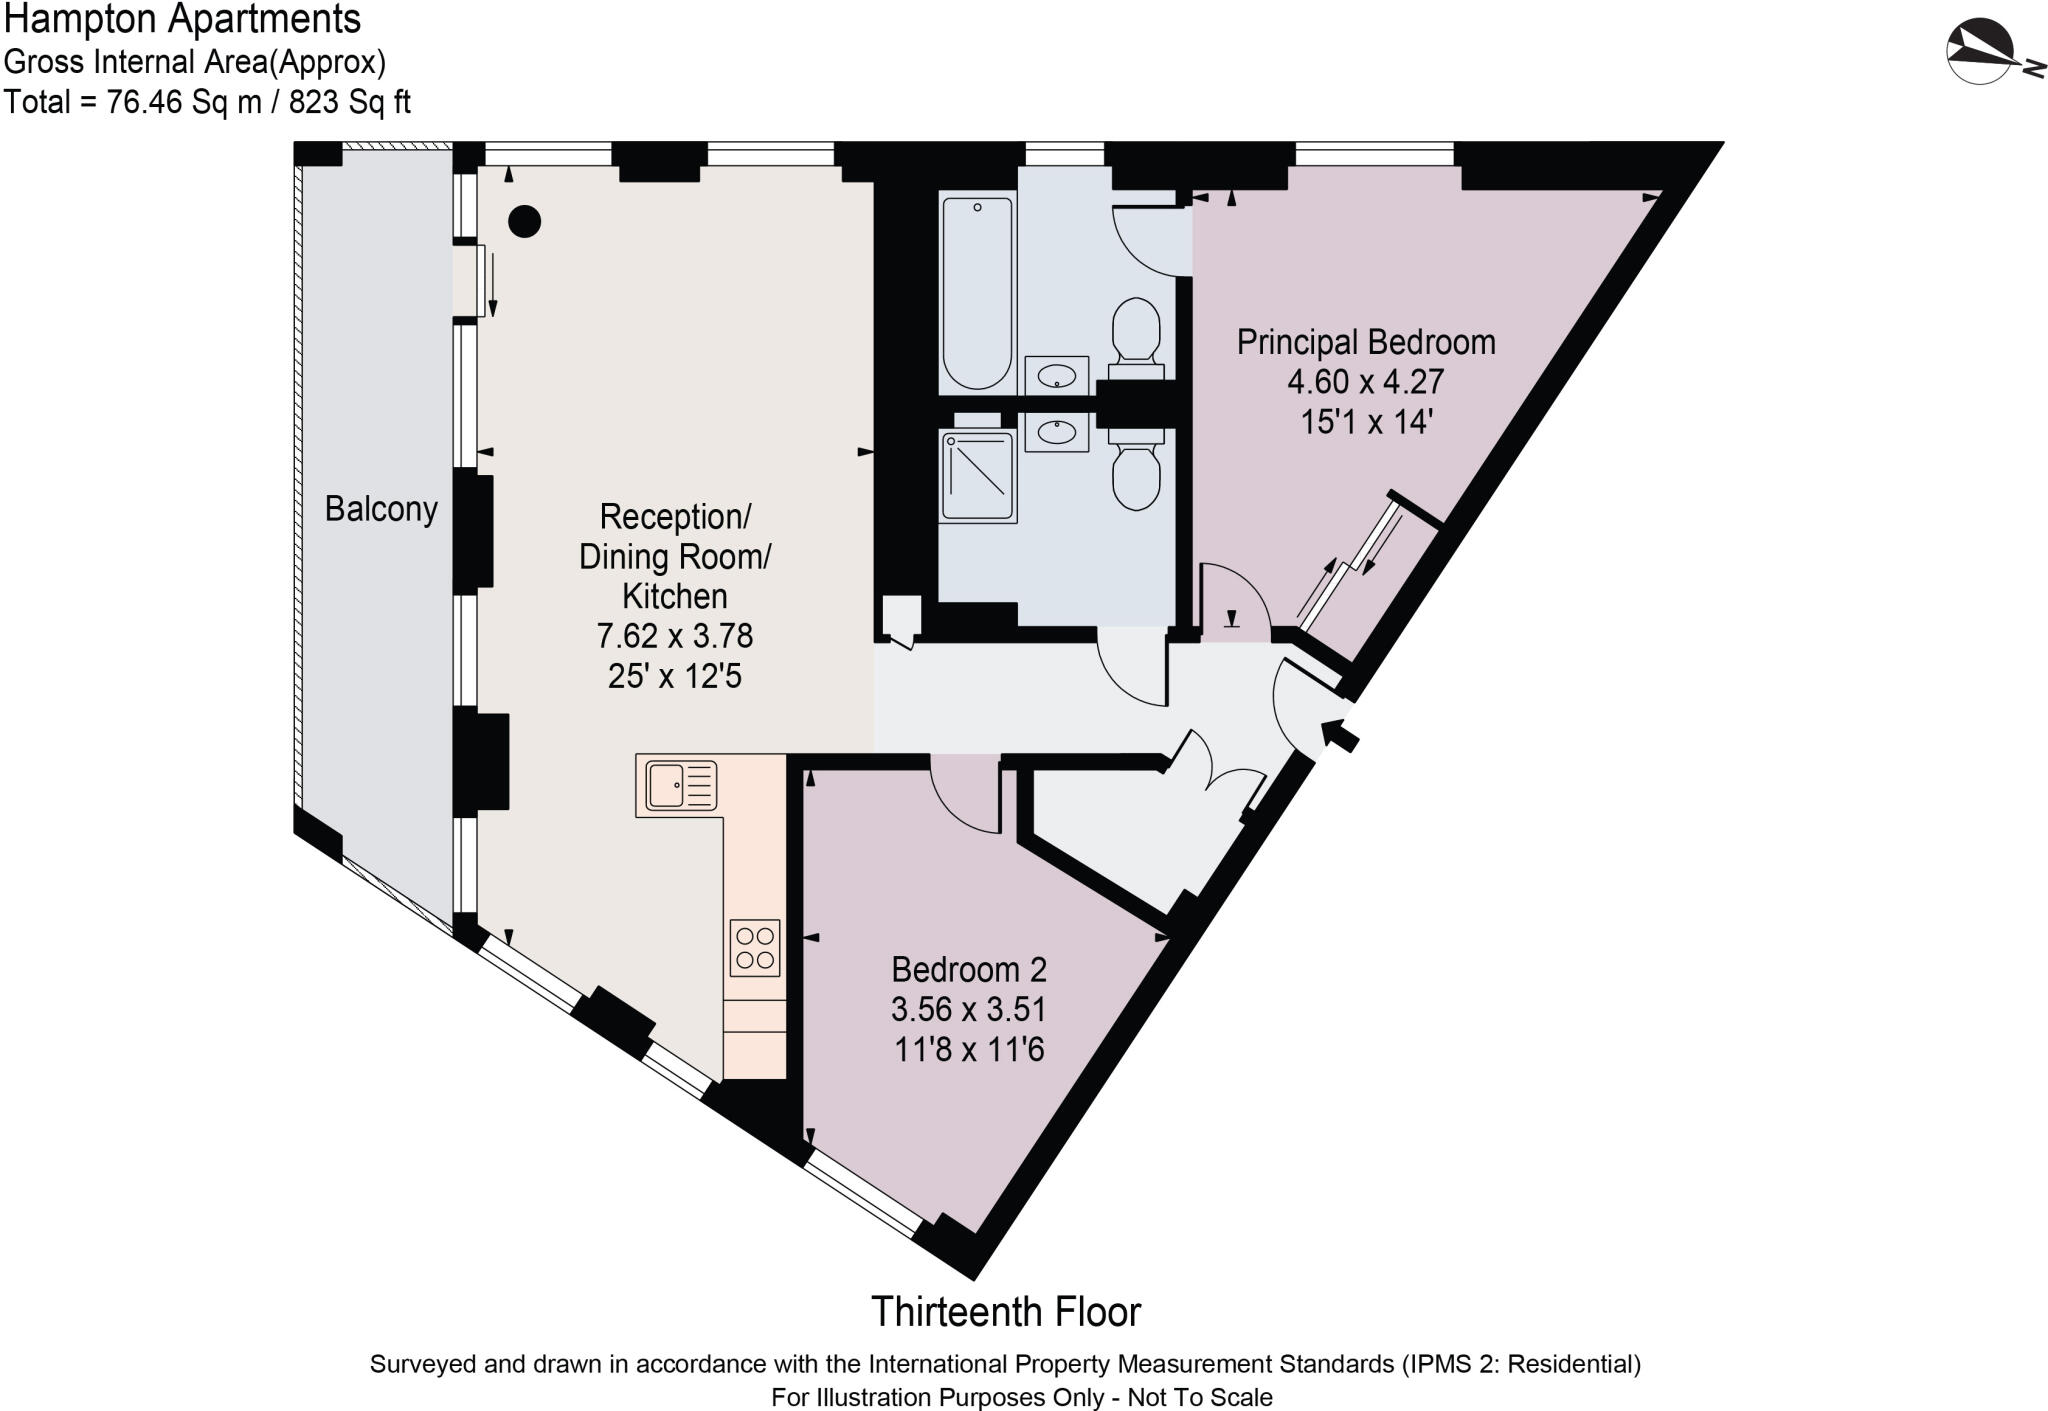 Hampton Apartments
Gross Internal Area(Approx)
Total = 76.46 Sq m / 823 Sq ft
N
Principal Bedroom
4.60 x 4.27
15'1 x 14'
Balcony
Reception/
Dining Room/
Kitchen
7.62 x 3.78
25' x 12'5
Bedroom 2
3.56 x 3.51
11'8 x 11'6
Thirteenth Floor
Surveyed and drawn in accordance with the International Property Measurement Standards (IPMS 2: Residential)
For Illustration Purposes Only - Not To Scale